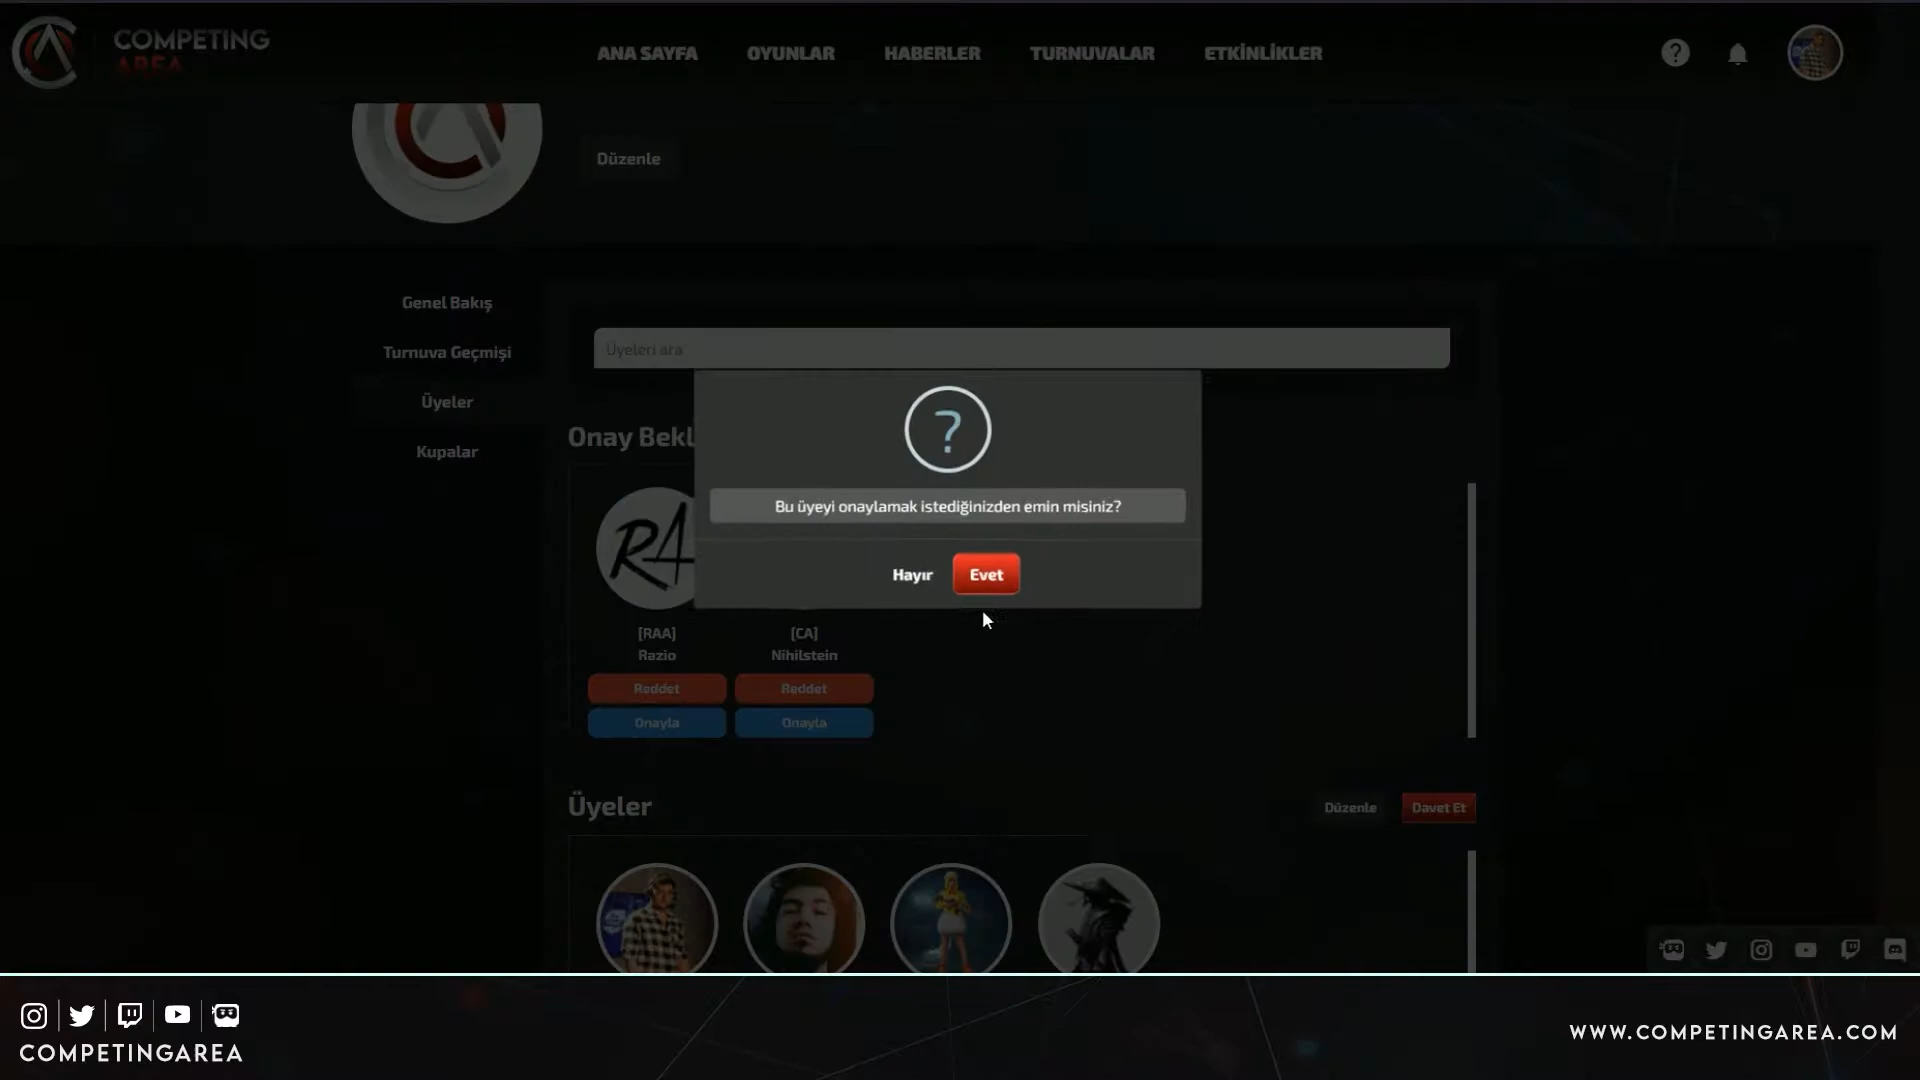 COMPETING
AREA
ANA SAYFA
OYUNLAR
HABERLER
TURNUVALAR
ETKİNLİKLER
Düzenle
Genel Bakış
Turnuva Geçmişi
Üyeler
Kupalar
Üyeleri ara
Onay Bekl
?
Bu üyeyi onaylamak istediğinizden emin misiniz?
Hayır
Evet
RA
[RAA]
Razio
Reddet
Onayla
[CA]
Nihilstein
Reddet
Onayla
Üyeler
Düzenle
Davet Et
COMPETINGAREA
WWW.COMPETINGAREA.COM